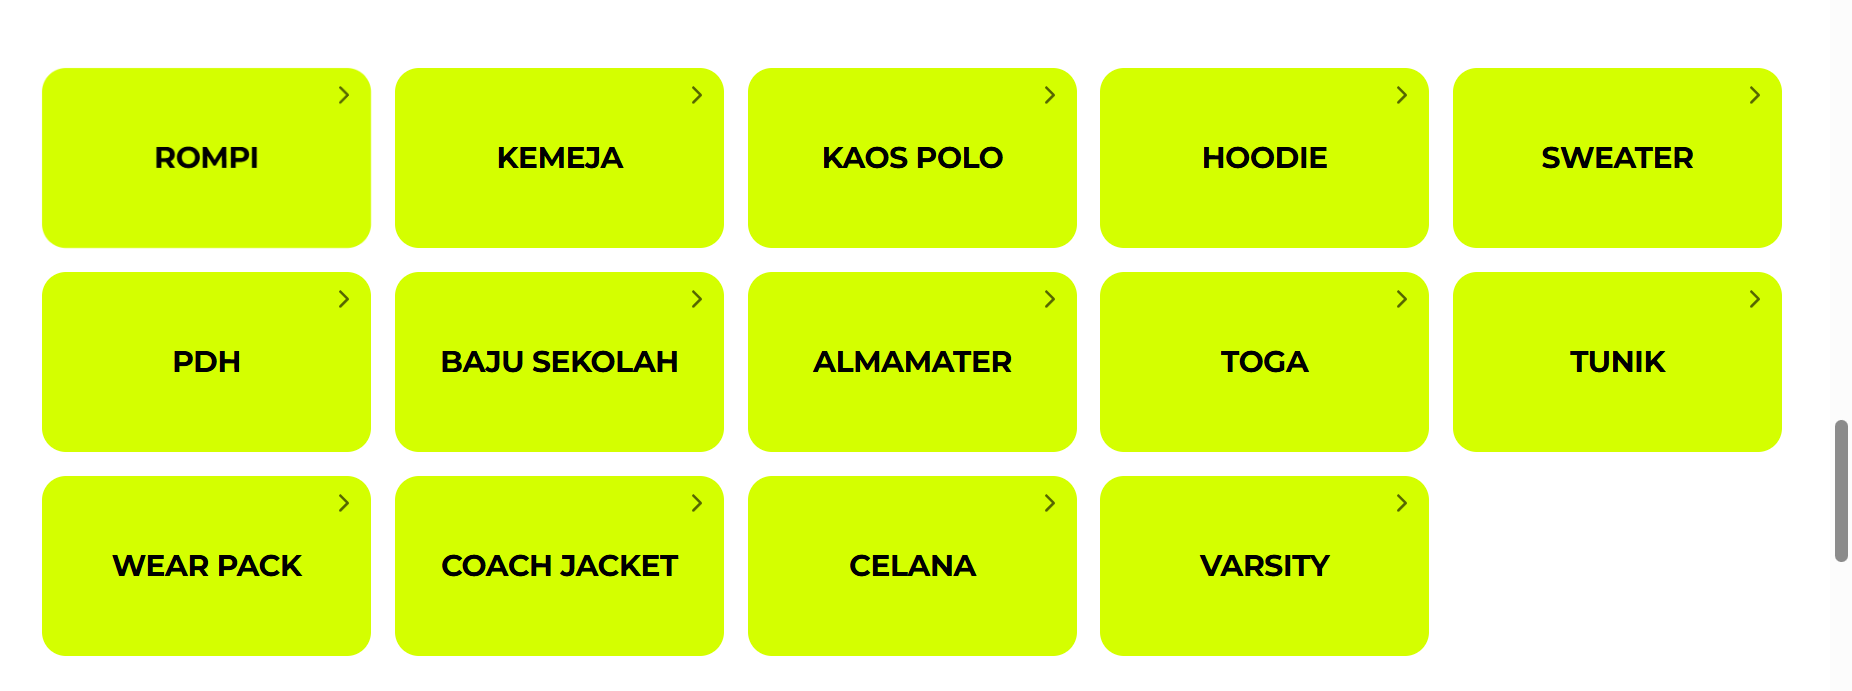 ROMPI
KEMEJA
KAOS POLO
HOODIE
SWEATER
PDH
BAJU SEKOLAH
ALMAMATER
TOGA
TUNIK
WEAR PACK
COACH JACKET
CELANA
VARSITY